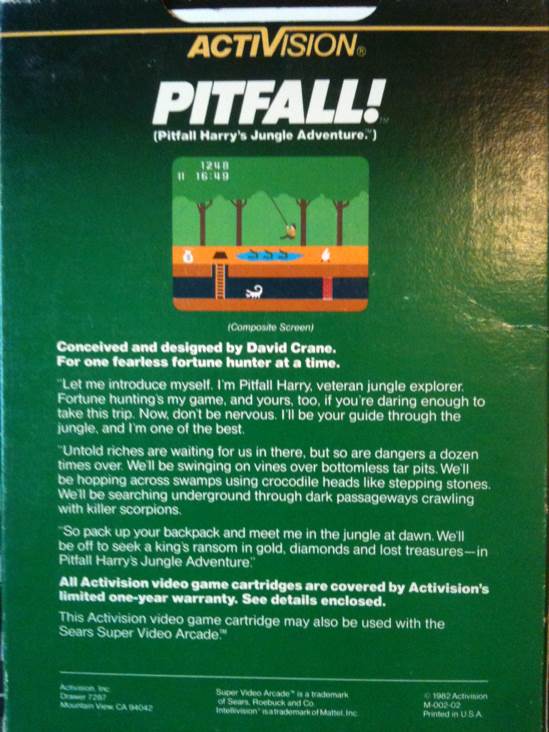 ACTIVISION®
PITFALL!™
(Pitfall Harry's Jungle Adventure.™)
1248
II 16:49
(Composite Screen)
Conceived and designed by David Crane.
For one fearless fortune hunter at a time.
"Let me introduce myself. I'm Pitfall Harry, veteran jungle explorer.
Fortune hunting's my game, and yours, too, if you're daring enough to
take this trip. Now, don't be nervous. I'll be your guide through the
jungle, and I'm one of the best.
"Untold riches are waiting for us in there, but so are dangers a dozen
times over. We'll be swinging on vines over bottomless tar pits. We'll
be hopping across swamps using crocodile heads like stepping stones.
We'll be searching underground through dark passageways crawling
with killer scorpions.
"So pack up your backpack and meet me in the jungle at dawn. We'll
be off to seek a king's ransom in gold, diamonds and lost treasures—in
Pitfall Harry's Jungle Adventure."
All Activision video game cartridges are covered by Activision's
limited one-year warranty. See details enclosed.
This Activision video game cartridge may also be used with the
Sears Super Video Arcade.™
Activision, Inc.
Drawer 7287
Mountain View, CA 94042
Super Video Arcade™ is a trademark
of Sears, Roebuck and Co.
Intellivision® is a trademark of Mattel, Inc.
© 1982 Activision
M-002-02
Printed in U.S.A.